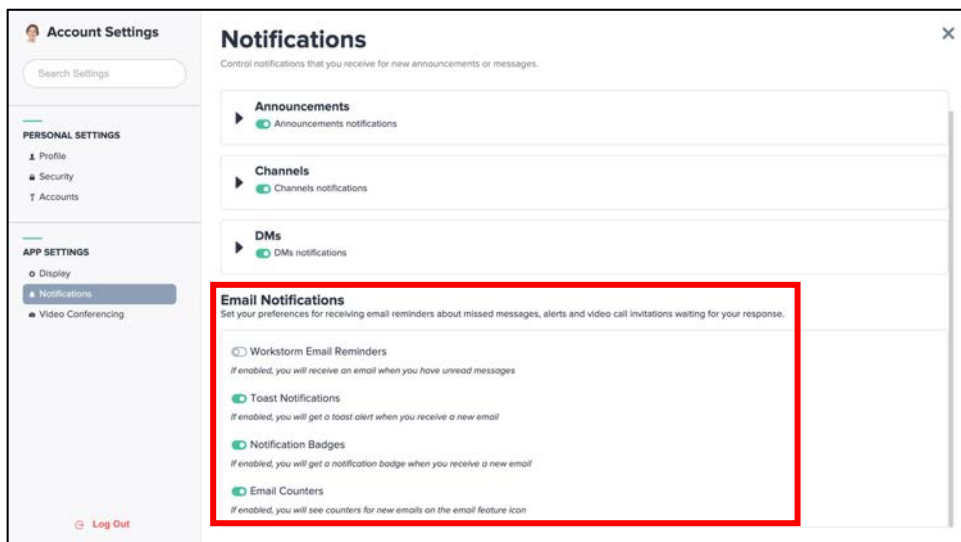 Account Settings
Search Settings
PERSONAL SETTINGS
Profile
Security
Accounts
APP SETTINGS
Display
Notifications
Video Conferencing
Log Out
Notifications
Control notifications that you receive for new announcements or messages.
Announcements
Announcements notifications
Channels
Channels notifications
DMs
DMs notifications
Email Notifications
Set your preferences for receiving email reminders about missed messages, alerts and video call invitations waiting for your response.
Workstorm Email Reminders
If enabled, you will receive an email when you have unread messages
Toast Notifications
If enabled, you will get a toast alert when you receive a new email
Notification Badges
If enabled, you will get a notification badge when you receive a new email
Email Counters
If enabled, you will see counters for new emails on the email feature icon